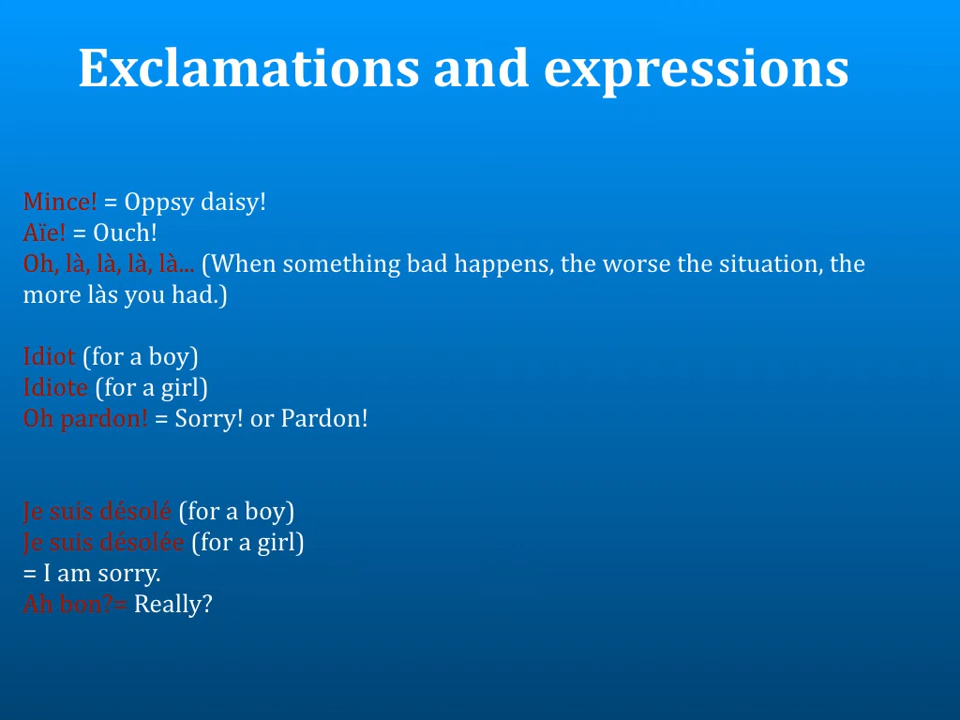 Exclamations and expressions
Mince! = Oppsy daisy!
Aïe! = Ouch!
Oh, là, là, là, là... (When something bad happens, the worse the situation, the
more làs you had.)
Idiot (for a boy)
Idiote (for a girl)
Oh pardon! = Sorry! or Pardon!
Je suis désolé (for a boy)
Je suis désolée (for a girl)
= I am sorry.
Ah bon?= Really?